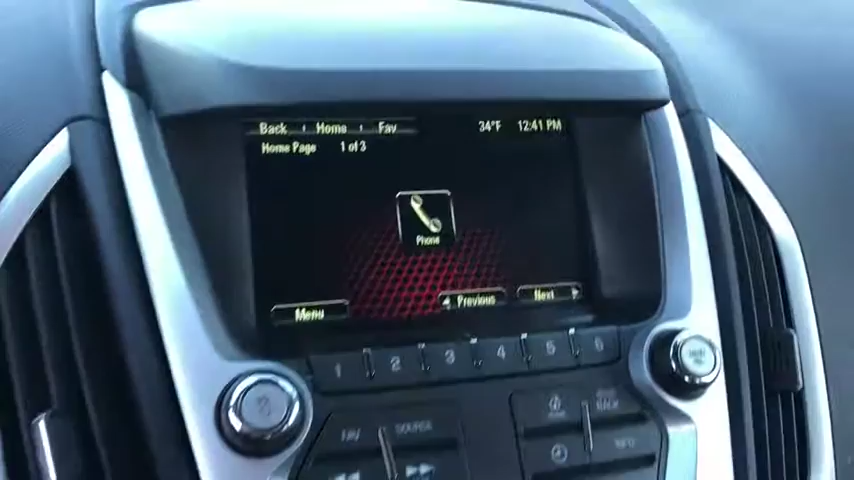 Back Home Fav 34°F 12:41 PM
Home Page 1 of 3
Phone
Menu Previous Next
1 2 3 4 5 6
FAV SOURCE BACK
INFO